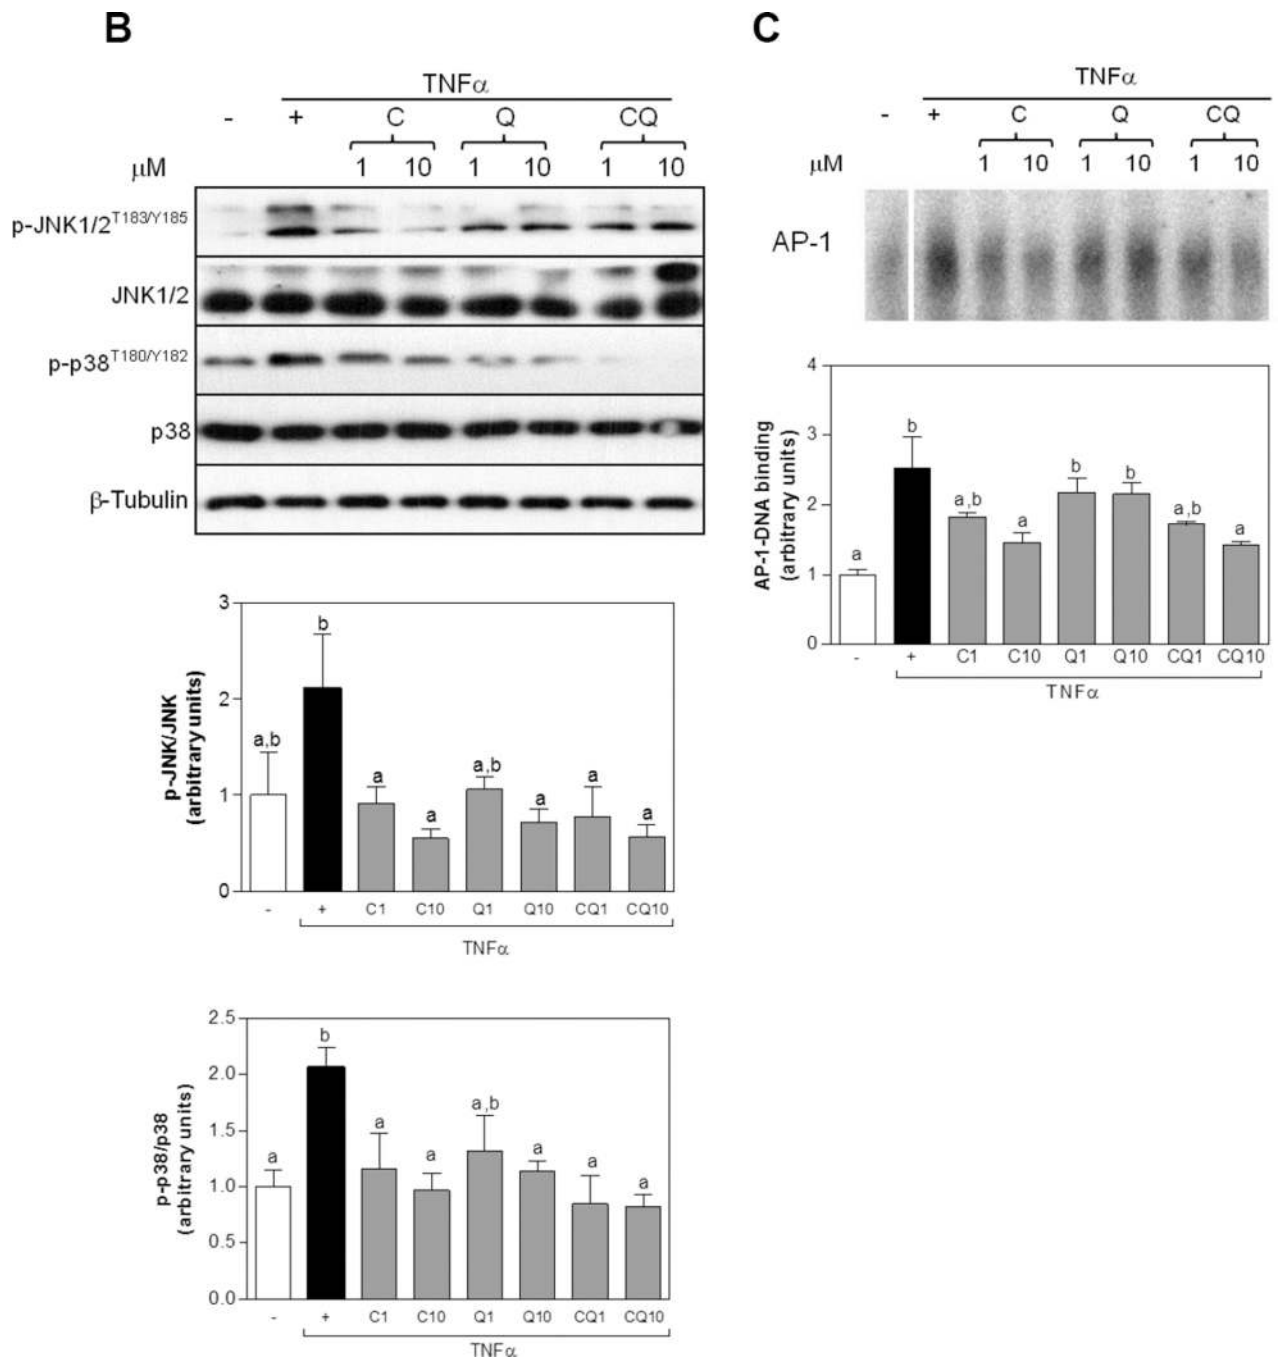 B
TNFα
- + C Q CQ
μM 1 10 1 10 1 10
p-JNK1/2T183/Y185
JNK1/2
p-p38T180/Y182
p38
β-Tubulin
p-JNK/JNK
(arbitrary units)
3
2
1
0
a,b b a a a,b a a a
- + C1 C10 Q1 Q10 CQ1 CQ10
TNFα
p-p38/p38
(arbitrary units)
2.5
2.0
1.5
1.0
0.5
0.0
a b a a a,b a a a
- + C1 C10 Q1 Q10 CQ1 CQ10
TNFα
C
TNFα
- + C Q CQ
μM 1 10 1 10 1 10
AP-1
AP-1-DNA binding
(arbitrary units)
4
3
2
1
0
a b a,b a b b a,b a
- + C1 C10 Q1 Q10 CQ1 CQ10
TNFα